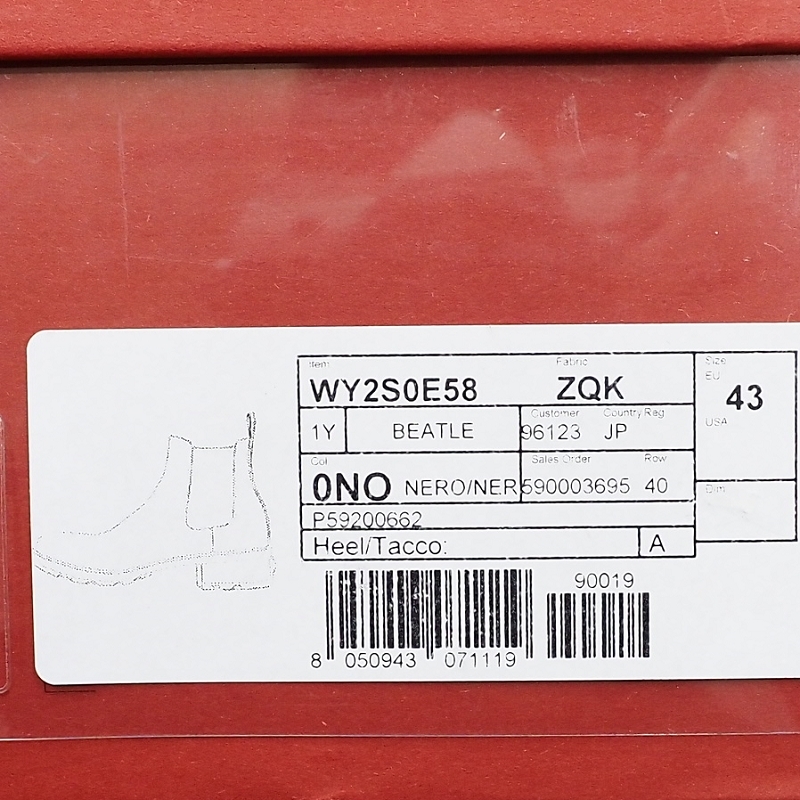 Item Fabric Size
WY2S0E58 ZQK EU 43
Customer Country Reg USA
1Y BEATLE 96123 JP
Col Sales Order Row
0NO NERO/NER 590003695 40 Dim
P59200662
Heel/Tacco: A
90019
8 050943 071119